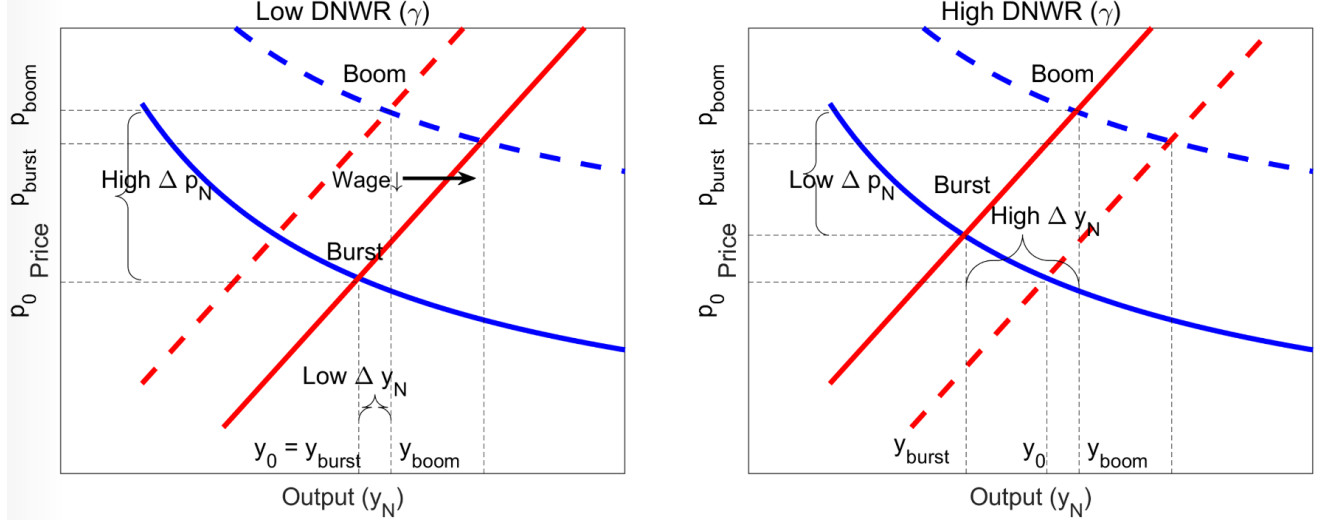 Low DNWR (γ)
Boom
High Δ p_N
Wage↓
Burst
Low Δ y_N
y_0 = y_burst
y_boom
Output (y_N)
p_0
Price
p_burst
p_boom
High DNWR (γ)
Boom
Low Δ p_N
Burst
High Δ y_N
y_burst
y_0
y_boom
Output (y_N)
p_0
Price
p_burst
p_boom